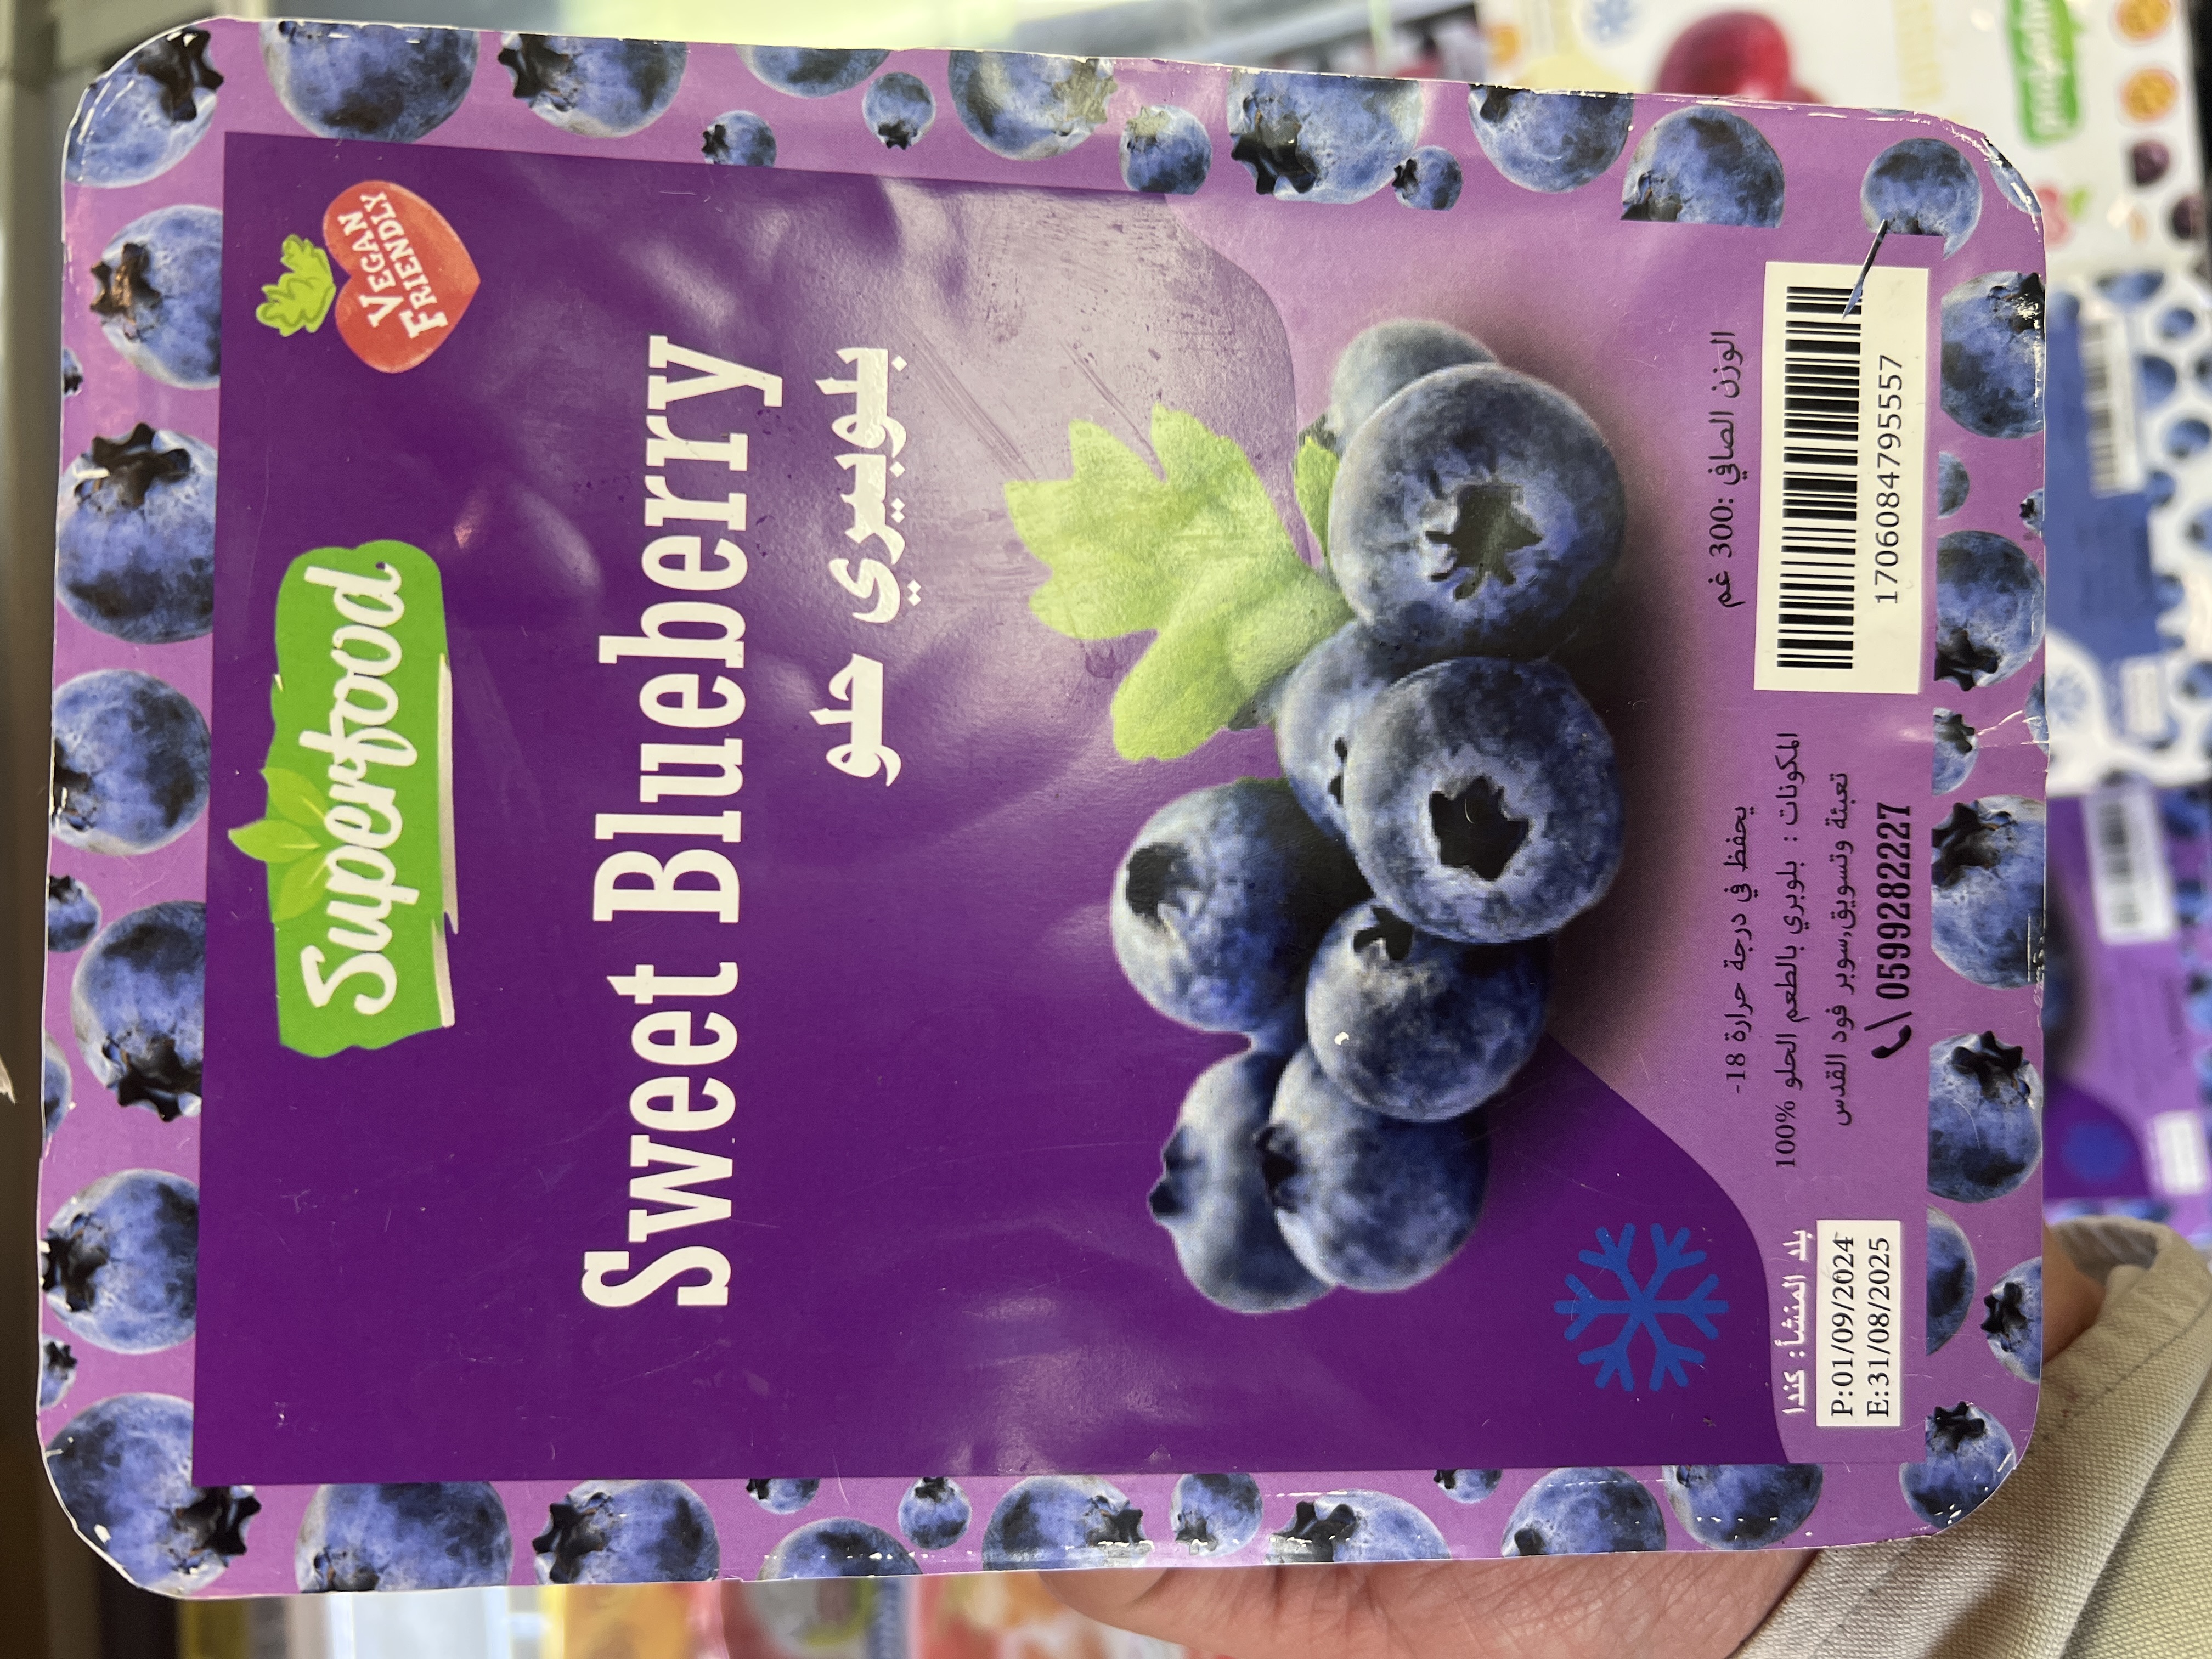 VEGAN
FRIENDLY
Superfood
Sweet Blueberry
بلوبيري حلو
الوزن الصافي :300 غم
17060847955557
يحفظ في درجة حرارة 18-
المكونات : بلوبري بالطعم الحلو %100
تعبئة وتسويق،سوبر فود القدس
0599282227
بلد المنشأ: كندا
P:01/09/2024
E:31/08/2025